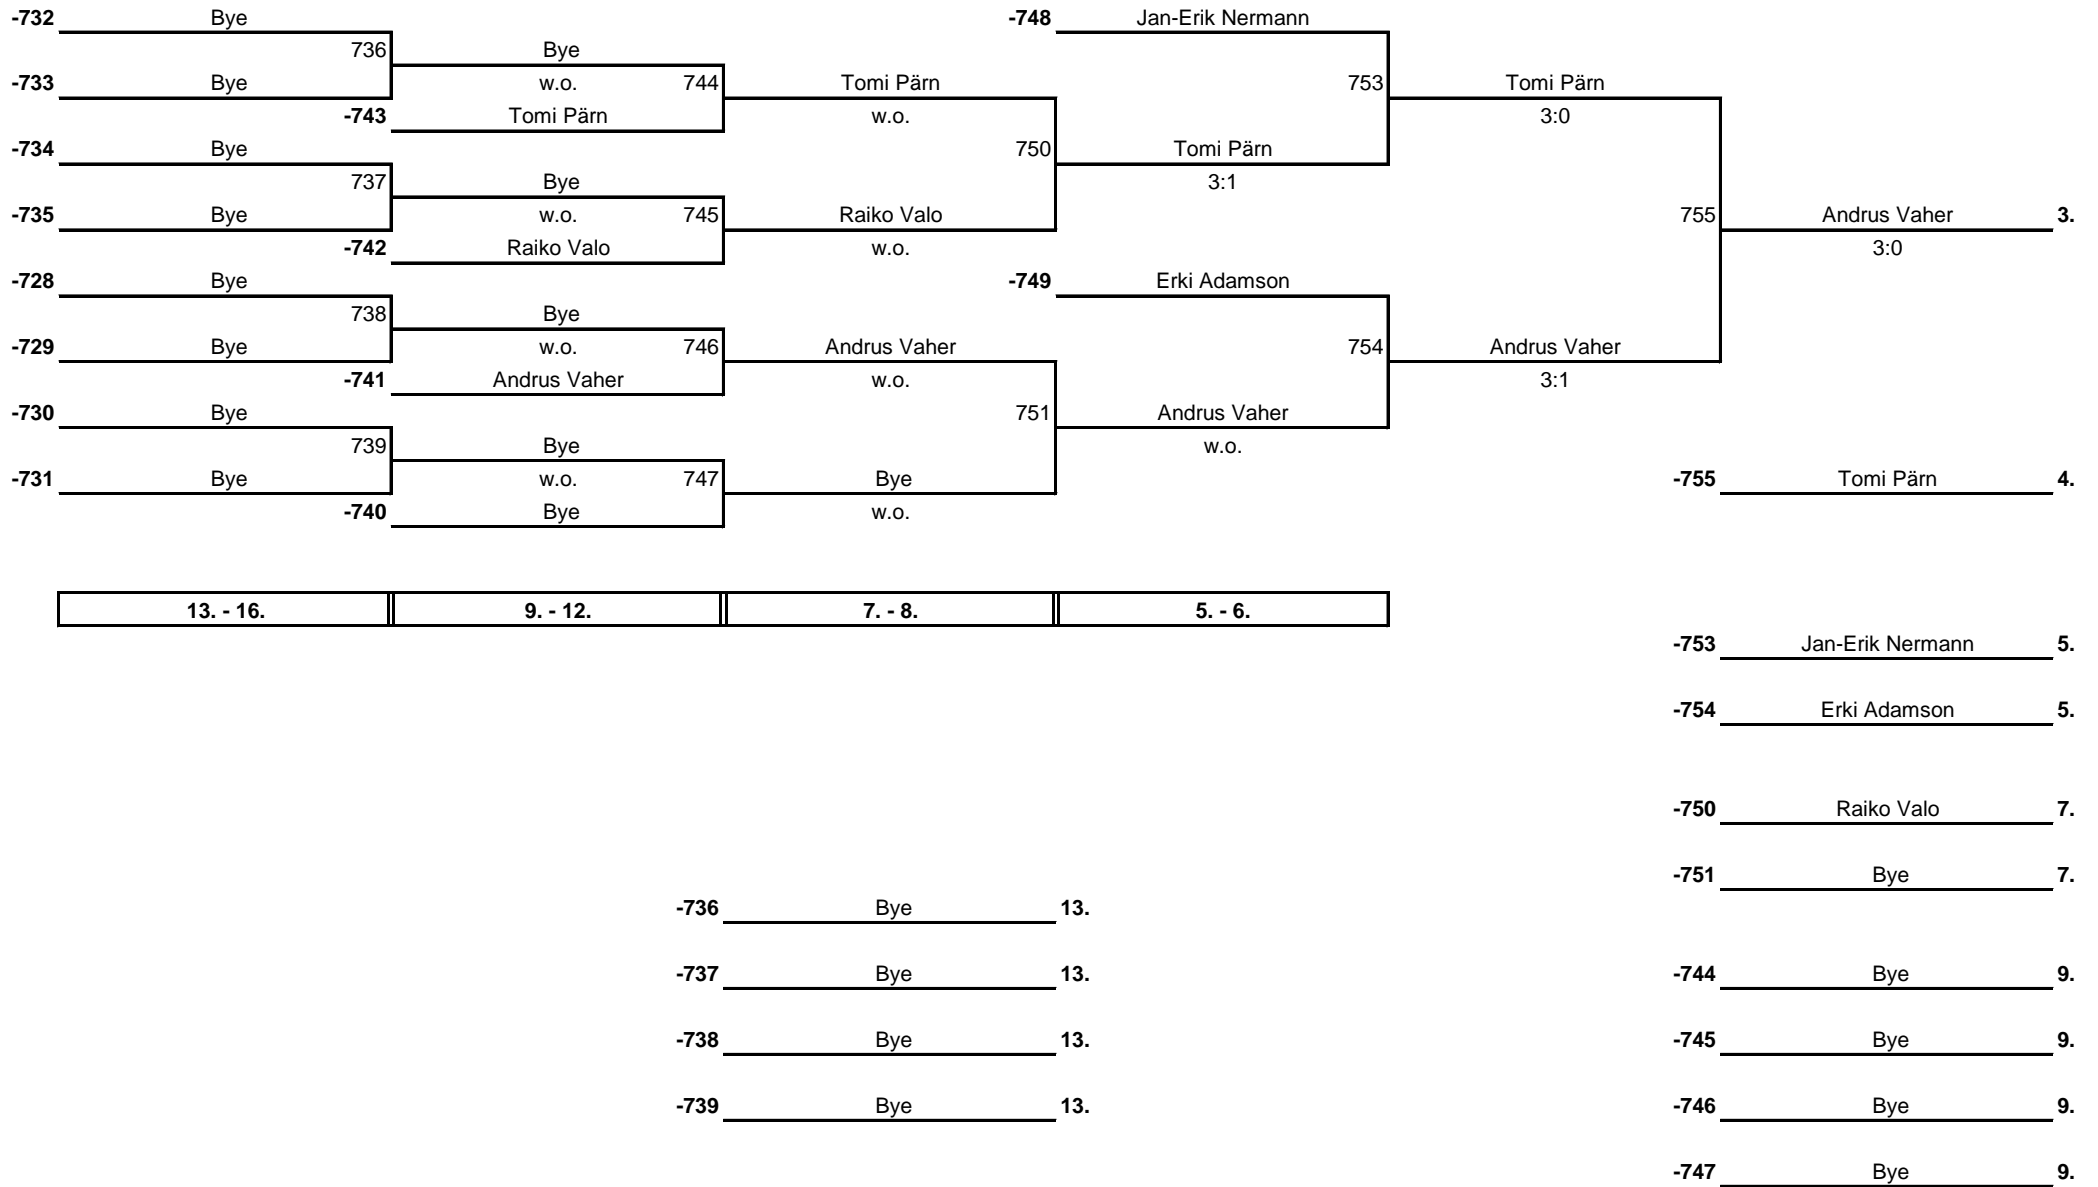 -732 Bye -748 Jan-Erik Nermann
736 Bye
-733 Bye w.o. 744 Tomi Pärn 753 Tomi Pärn
-743 Tomi Pärn w.o. 3:0
-734 Bye 750 Tomi Pärn
737 Bye 3:1
-735 Bye w.o. 745 Raiko Valo 755 Andrus Vaher 3.
-742 Raiko Valo w.o. 3:0
-728 Bye -749 Erki Adamson
738 Bye
-729 Bye w.o. 746 Andrus Vaher 754 Andrus Vaher
-741 Andrus Vaher w.o. 3:1
-730 Bye 751 Andrus Vaher
739 Bye w.o.
-731 Bye w.o. 747 Bye -755 Tomi Pärn 4.
-740 Bye w.o.
13. - 16. 9. - 12. 7. - 8. 5. - 6.
-753 Jan-Erik Nermann 5.
-754 Erki Adamson 5.
-750 Raiko Valo 7.
-751 Bye 7.
-736 Bye 13.
-737 Bye 13. -744 Bye 9.
-738 Bye 13. -745 Bye 9.
-739 Bye 13. -746 Bye 9.
-747 Bye 9.